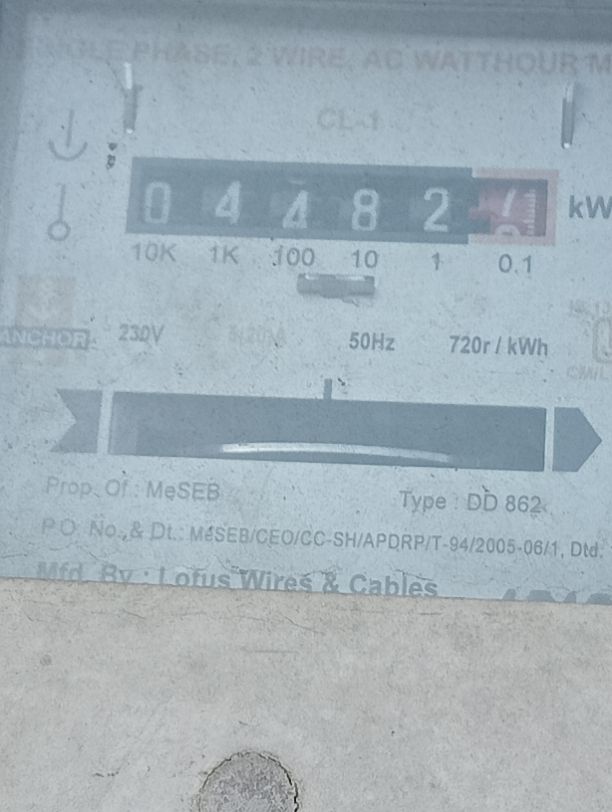 SINGLE PHASE, 2 WIRE, AC WATTHOUR M
CL-1
0 4 4 8 2 7 kW
10K 1K 100 10 1 0.1
ANCHOR 230V 50Hz 720r / kWh
Prop. Of : MeSEB Type : DD 862
P.O. No. & Dt.: MeSEB/CEO/CC-SH/APDRP/T-94/2005-06/1, Dtd.
Mfd. By : Lotus Wires & Cables